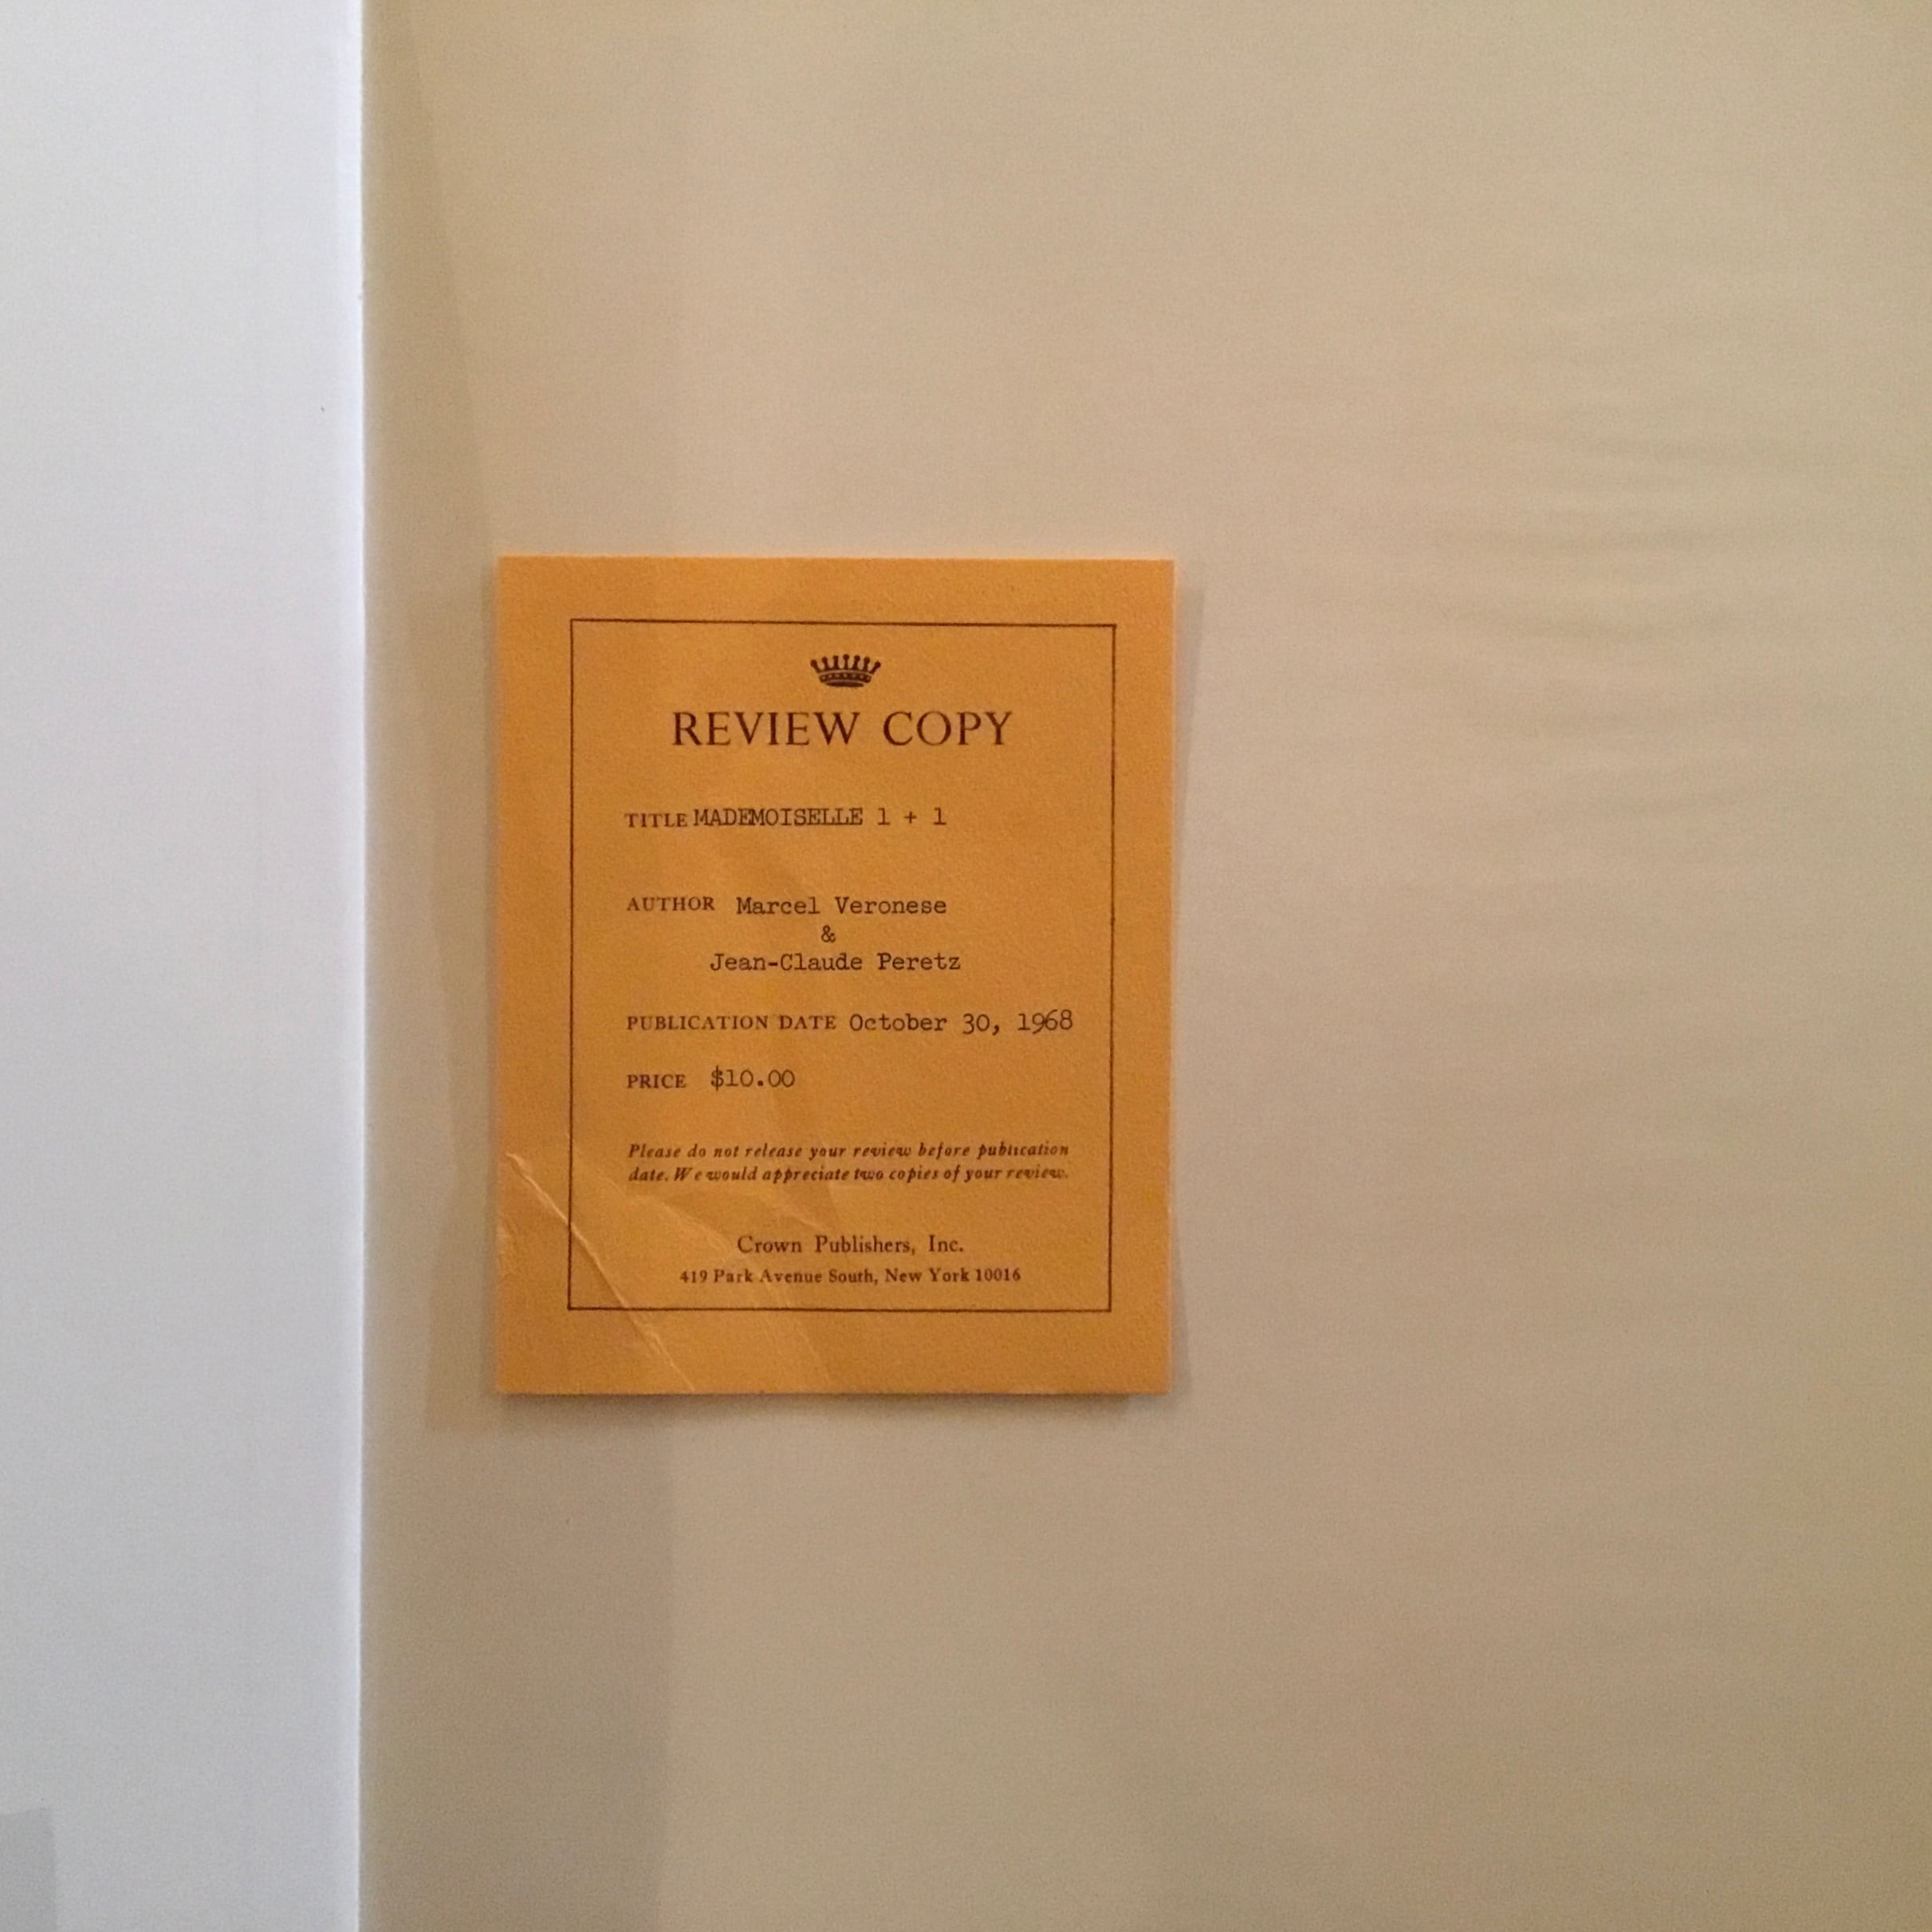 REVIEW COPY
TITLE MADEMOISELLE 1 + 1
AUTHOR Marcel Veronese
&
Jean-Claude Peretz
PUBLICATION DATE October 30, 1968
PRICE $10.00
Please do not release your review before publication
date. We would appreciate two copies of your review.
Crown Publishers, Inc.
419 Park Avenue South, New York 10016